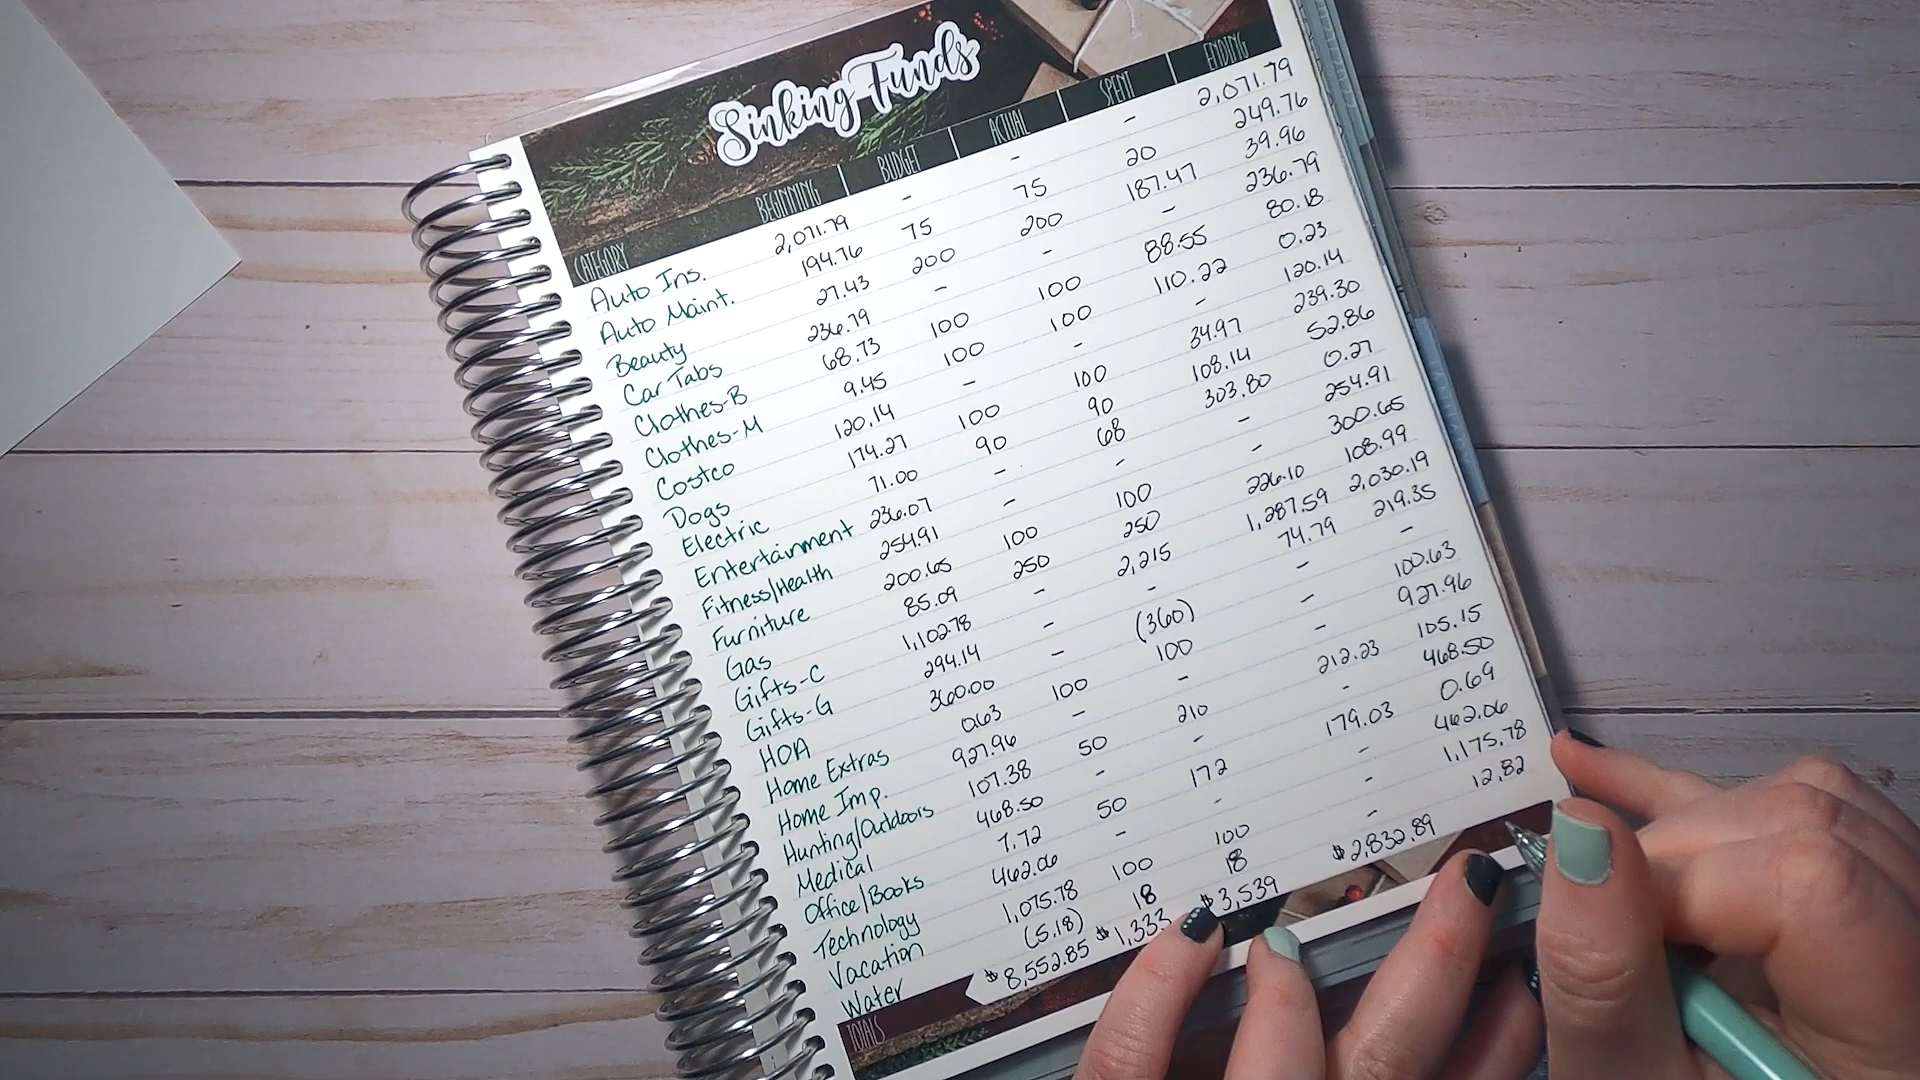 Sinking Funds
CATEGORY BEGINNING BUDGET ACTUAL SPENT ENDING
Auto Ins. 2,071.79 - - - 2,071.79
Auto Maint. 194.76 75 75 20 249.76
Beauty 27.43 200 200 187.47 39.96
Car Tabs 236.79 - - - 236.79
Clothes-B 68.73 100 100 88.55 80.18
Clothes-M 9.45 100 100 110.22 0.23
Costco 120.14 - - - 120.14
Dogs 174.27 100 100 34.97 239.30
Electric 71.00 90 90 108.14 52.86
Entertainment 236.07 - 68 303.80 0.27
Fitness/Health 254.91 - - - 254.91
Furniture 200.65 100 100 - 300.65
Gas 85.09 250 250 226.10 108.99
Gifts-C 1,102.78 - 2,215 1,287.59 2,030.19
Gifts-G 294.14 - - 74.79 219.35
HOA 360.00 - (360) - -
Home Extras 0.63 100 100 - 100.63
Home Imp. 927.96 - - - 927.96
Hunting/Outdoors 107.38 50 210 212.23 105.15
Medical 468.50 - - - 468.50
Office/Books 7.72 50 172 179.03 0.69
Technology 462.06 - - - 462.06
Vacation 1,075.78 100 100 - 1,175.78
Water (5.18) 18 18 - 12.82
TOTALS $8,552.85 $1,333 $3,539 $2,832.89